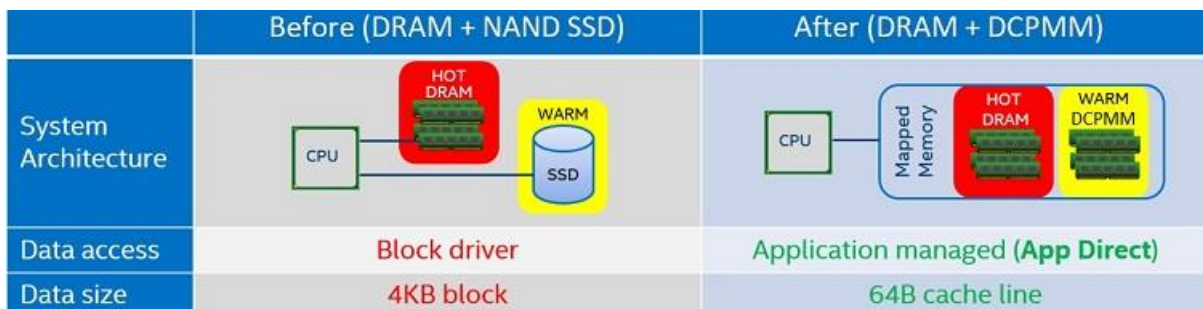 Before (DRAM + NAND SSD)
After (DRAM + DCPMM)
System
Architecture
CPU
HOT
DRAM
WARM
SSD
CPU
Mapped
Memory
HOT
DRAM
WARM
DCPMM
Data access
Block driver
Application managed (App Direct)
Data size
4KB block
64B cache line